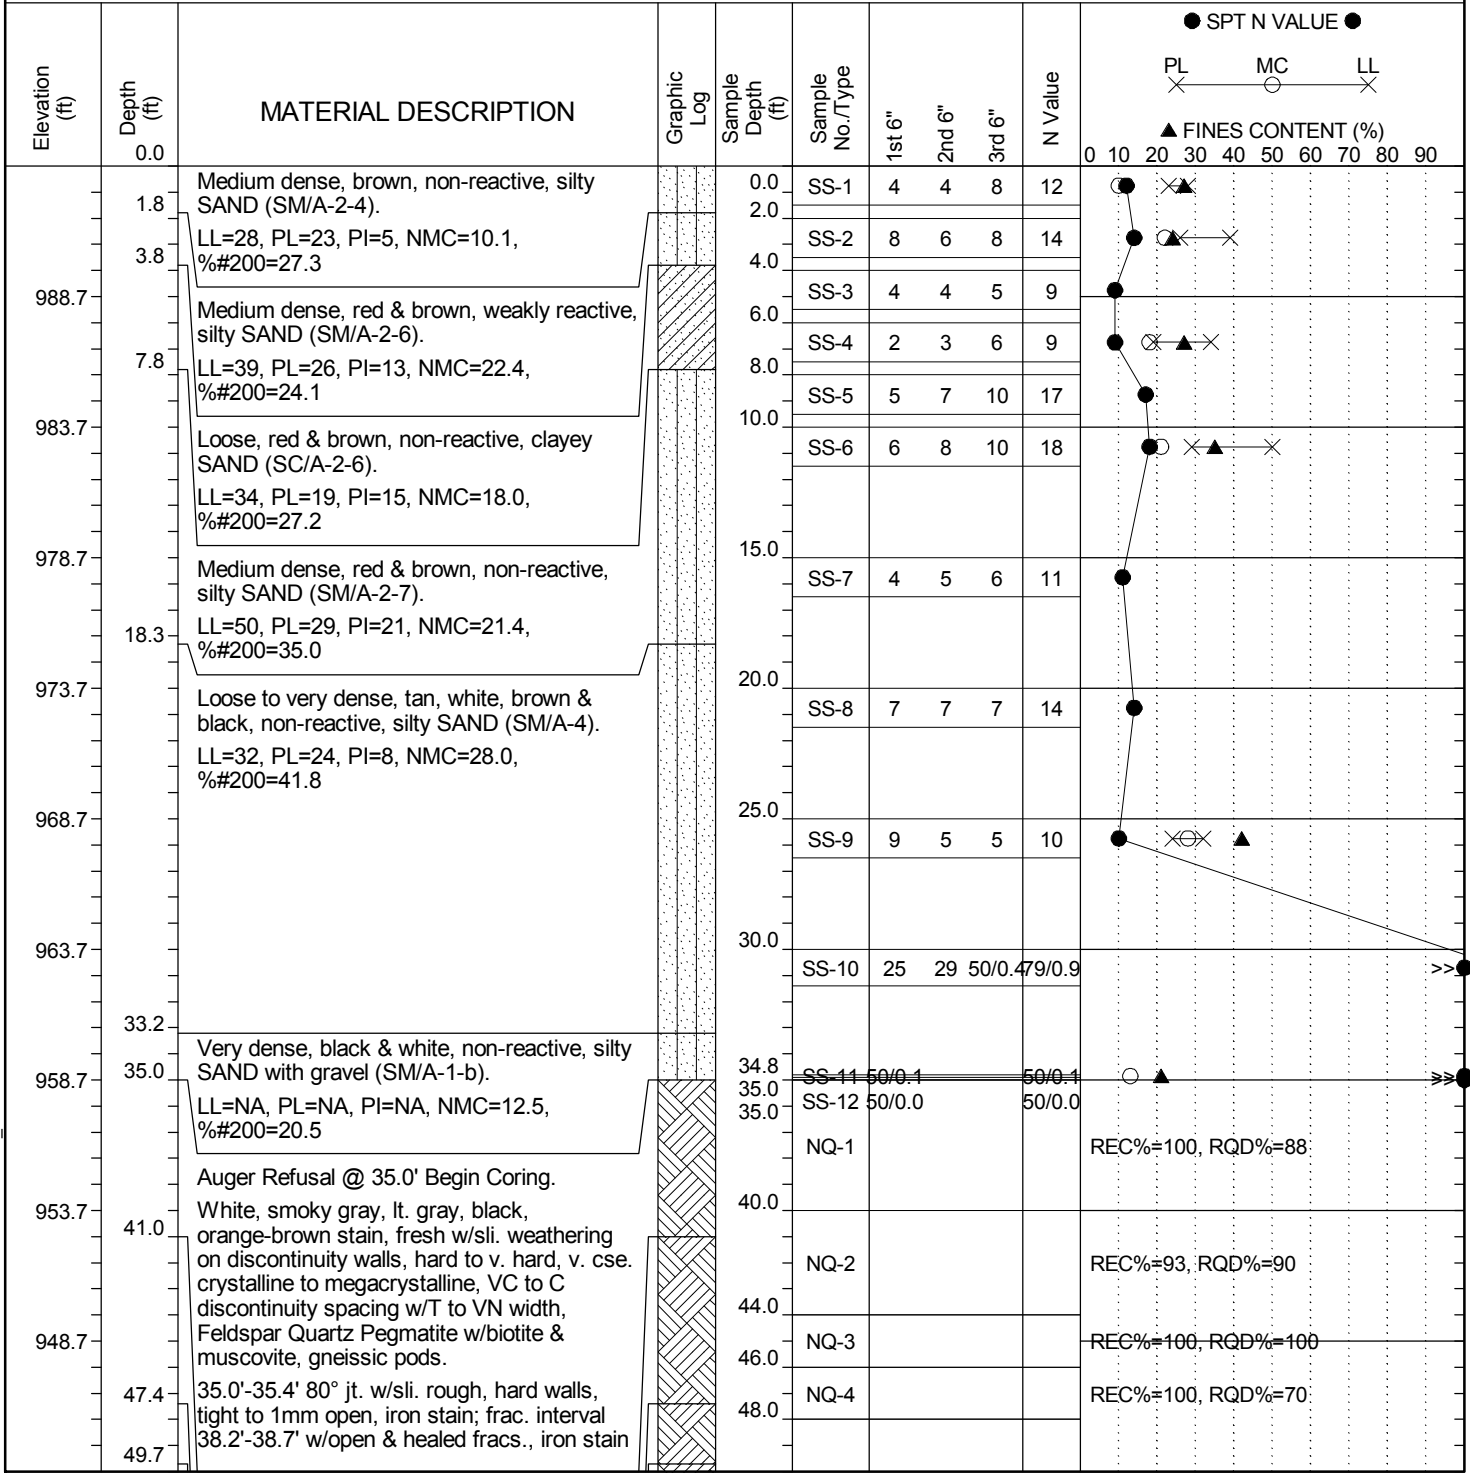 ● SPT N VALUE ●
PL MC LL
▲ FINES CONTENT (%)
0 10 20 30 40 50 60 70 80 90
Elevation (ft)
Depth (ft)
0.0
MATERIAL DESCRIPTION
Graphic Log
Sample Depth (ft)
Sample No./Type
1st 6"
2nd 6"
3rd 6"
N Value
Medium dense, brown, non-reactive, silty
SAND (SM/A-2-4).
LL=28, PL=23, PI=5, NMC=10.1,
%#200=27.3
Medium dense, red & brown, weakly reactive,
silty SAND (SM/A-2-6).
LL=39, PL=26, PI=13, NMC=22.4,
%#200=24.1
Loose, red & brown, non-reactive, clayey
SAND (SC/A-2-6).
LL=34, PL=19, PI=15, NMC=18.0,
%#200=27.2
Medium dense, red & brown, non-reactive,
silty SAND (SM/A-2-7).
LL=50, PL=29, PI=21, NMC=21.4,
%#200=35.0
Loose to very dense, tan, white, brown &
black, non-reactive, silty SAND (SM/A-4).
LL=32, PL=24, PI=8, NMC=28.0,
%#200=41.8
Very dense, black & white, non-reactive, silty
SAND with gravel (SM/A-1-b).
LL=NA, PL=NA, PI=NA, NMC=12.5,
%#200=20.5
Auger Refusal @ 35.0' Begin Coring.
White, smoky gray, lt. gray, black,
orange-brown stain, fresh w/sli. weathering
on discontinuity walls, hard to v. hard, v. cse.
crystalline to megacrystalline, VC to C
discontinuity spacing w/T to VN width,
Feldspar Quartz Pegmatite w/biotite &
muscovite, gneissic pods.
35.0'-35.4' 80° jt. w/sli. rough, hard walls,
tight to 1mm open, iron stain; frac. interval
38.2'-38.7' w/open & healed fracs., iron stain
988.7
983.7
978.7
973.7
968.7
963.7
958.7
953.7
948.7
1.8
3.8
7.8
18.3
33.2
35.0
41.0
47.4
49.7
0.0
2.0
4.0
6.0
8.0
10.0
15.0
20.0
25.0
30.0
34.8
35.0
35.0
40.0
44.0
46.0
48.0
SS-1 4 4 8 12
SS-2 8 6 8 14
SS-3 4 4 5 9
SS-4 2 3 6 9
SS-5 5 7 10 17
SS-6 6 8 10 18
SS-7 4 5 6 11
SS-8 7 7 7 14
SS-9 9 5 5 10
SS-10 25 29 50/0.4 79/0.9 >>
SS-11 50/0.1 50/0.1 >>
SS-12 50/0.0 50/0.0 >>
NQ-1 REC%=100, RQD%=88
NQ-2 REC%=93, RQD%=90
NQ-3 REC%=100, RQD%=100
NQ-4 REC%=100, RQD%=70